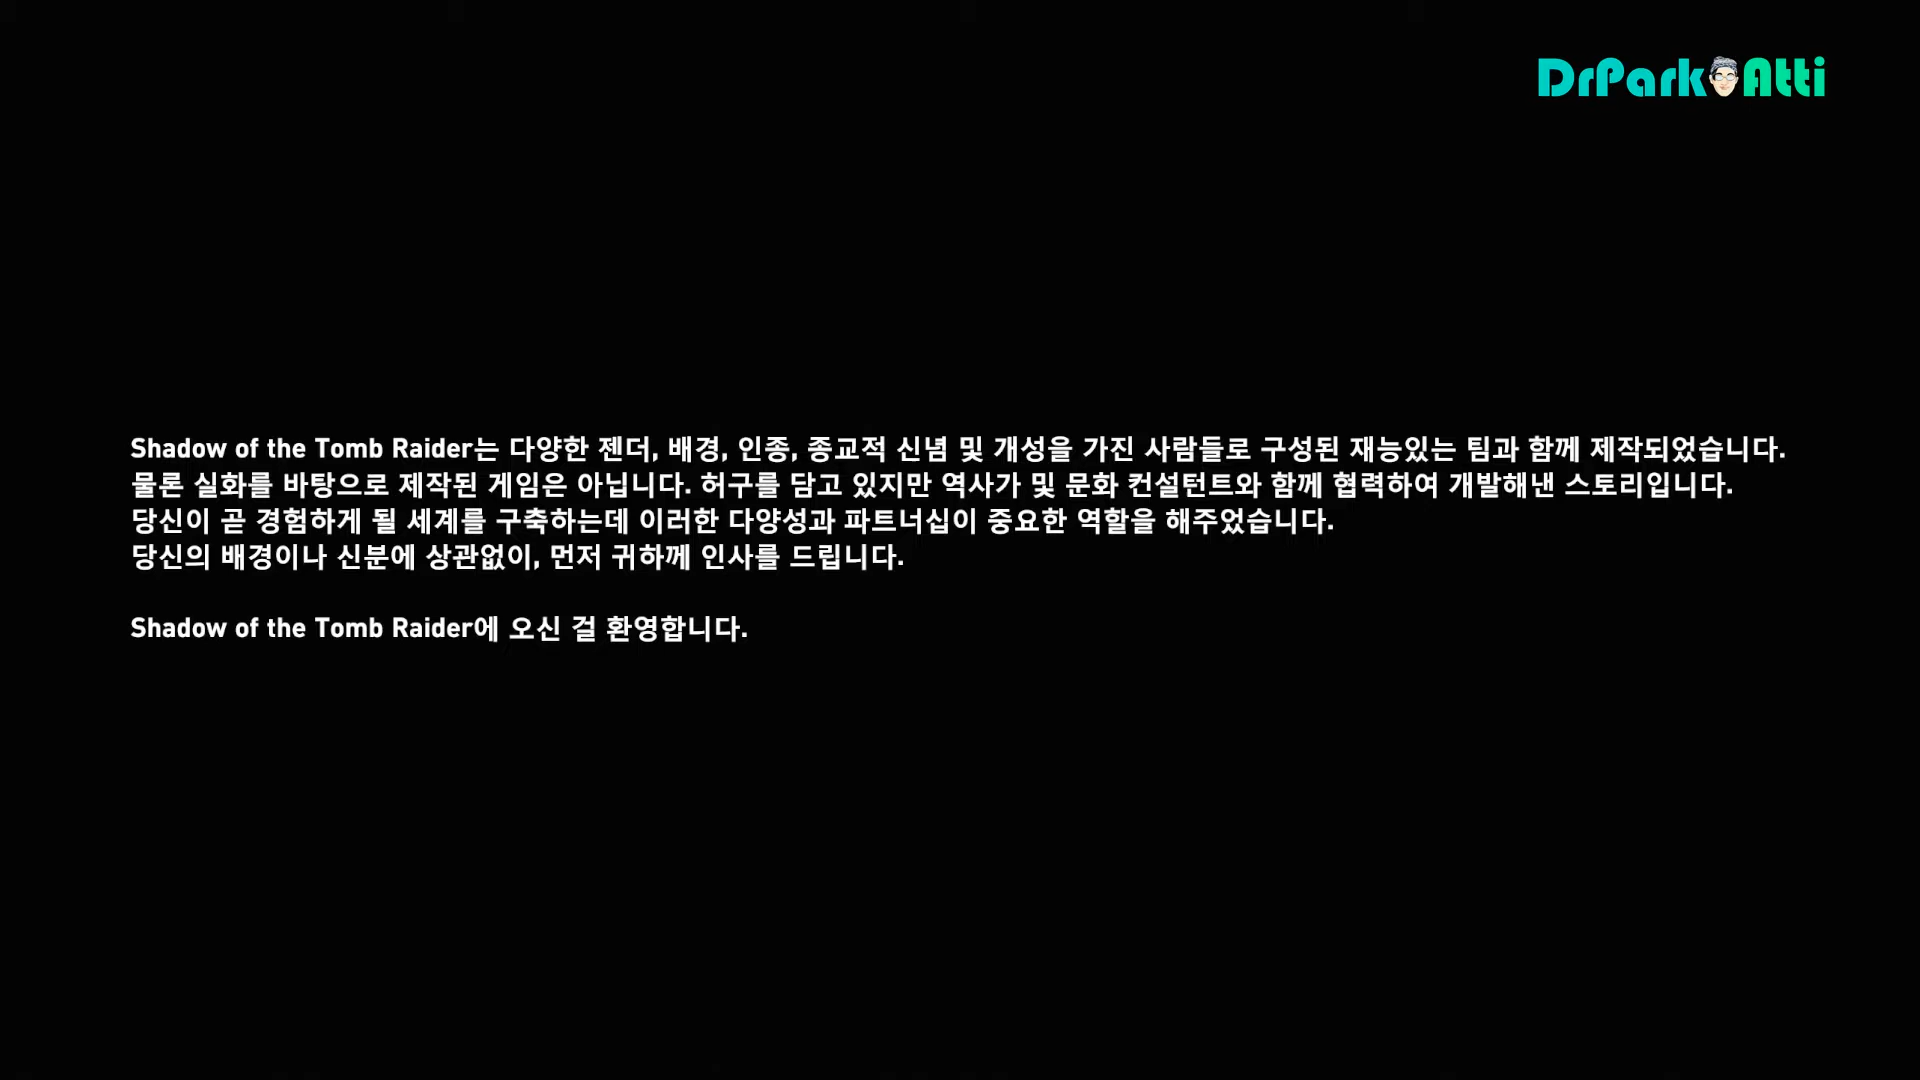 DrPark Atti
Shadow of the Tomb Raider는 다양한 젠더, 배경, 인종, 종교적 신념 및 개성을 가진 사람들로 구성된 재능있는 팀과 함께 제작되었습니다.
물론 실화를 바탕으로 제작된 게임은 아닙니다. 허구를 담고 있지만 역사가 및 문화 컨설턴트와 함께 협력하여 개발해낸 스토리입니다.
당신이 곧 경험하게 될 세계를 구축하는데 이러한 다양성과 파트너십이 중요한 역할을 해주었습니다.
당신의 배경이나 신분에 상관없이, 먼저 귀하께 인사를 드립니다.
Shadow of the Tomb Raider에 오신 걸 환영합니다.